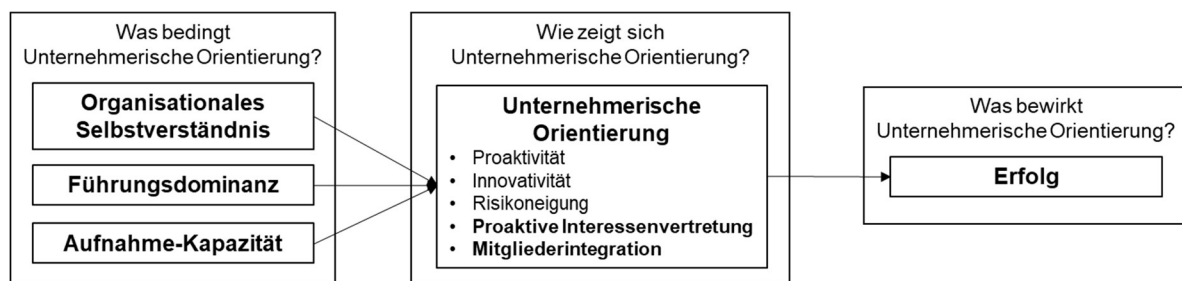 Was bedingt
Unternehmerische Orientierung?
Organisationales
Selbstverständnis
Führungsdominanz
Aufnahme-Kapazität
Wie zeigt sich
Unternehmerische Orientierung?
Unternehmerische
Orientierung
• Proaktivität
• Innovativität
• Risikoneigung
• Proaktive Interessenvertretung
• Mitgliederintegration
Was bewirkt
Unternehmerische Orientierung?
Erfolg